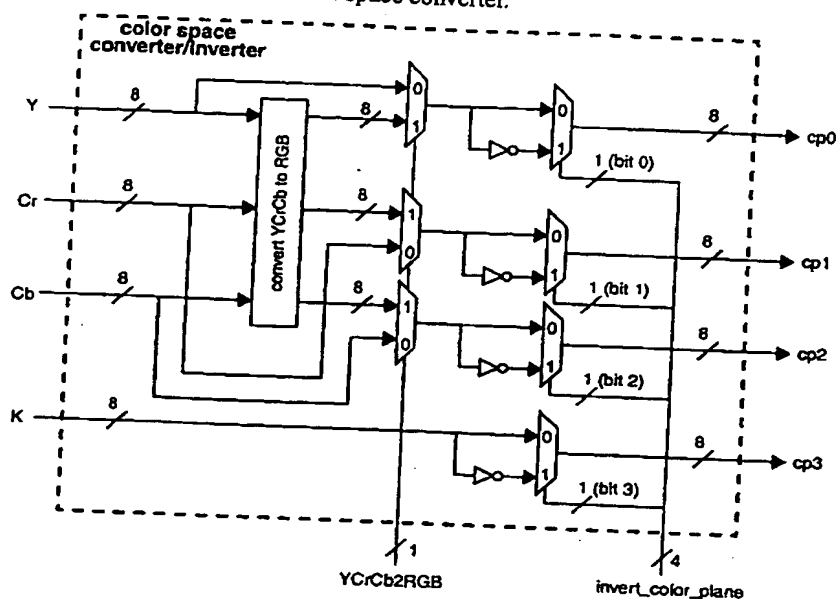 space converter.
color space
converter/inverter
Y
8
8
0
1
0
1
8
cp0
1 (bit 0)
Cr
8
convert YCrCb to RGB
8
1
0
0
1
8
cp1
1 (bit 1)
Cb
8
8
1
0
0
1
8
cp2
1 (bit 2)
K
8
0
1
8
cp3
1 (bit 3)
1
YCrCb2RGB
4
invert_color_plane